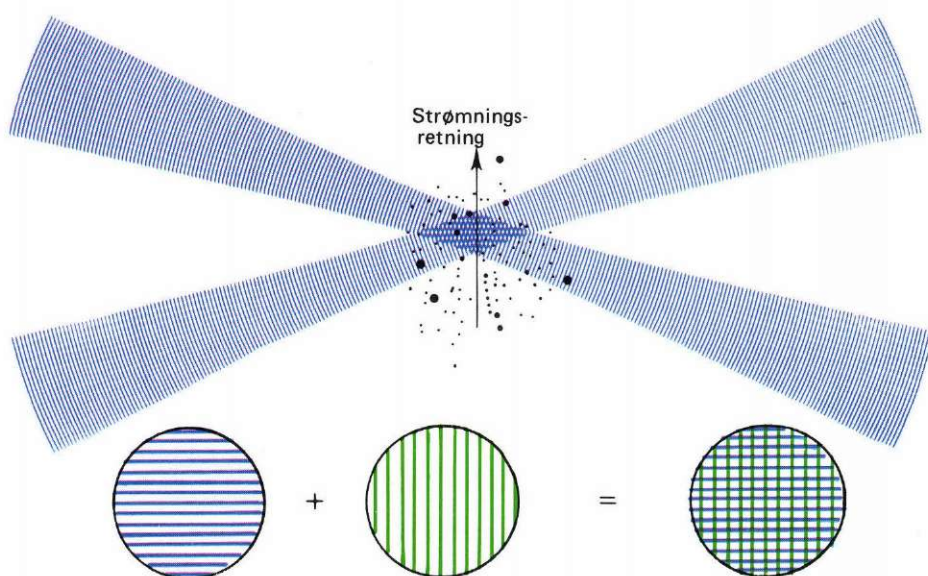 Strømnings-
retning
+ =